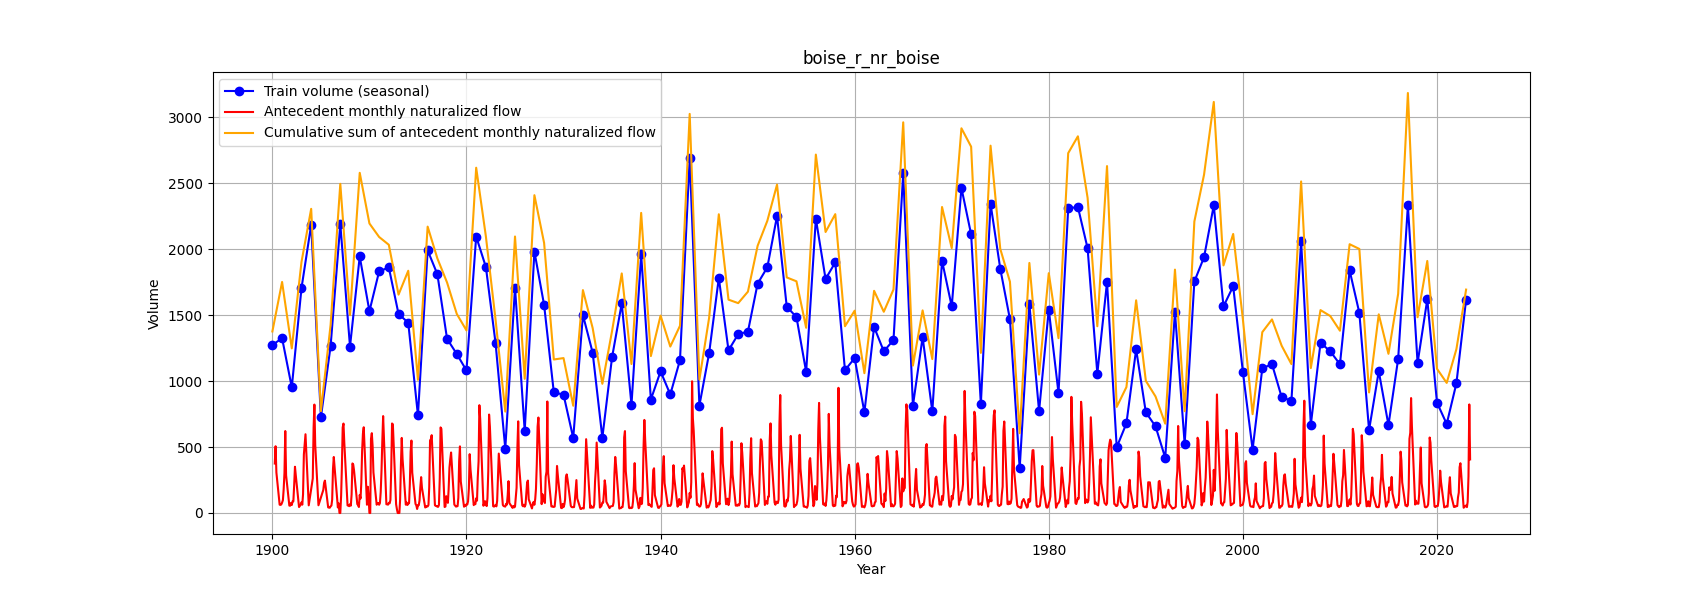 boise_r_nr_boise
Train volume (seasonal)
Antecedent monthly naturalized flow
Cumulative sum of antecedent monthly naturalized flow
Volume
3000
2500
2000
1500
1000
500
0
1900 1920 1940 1960 1980 2000 2020
Year